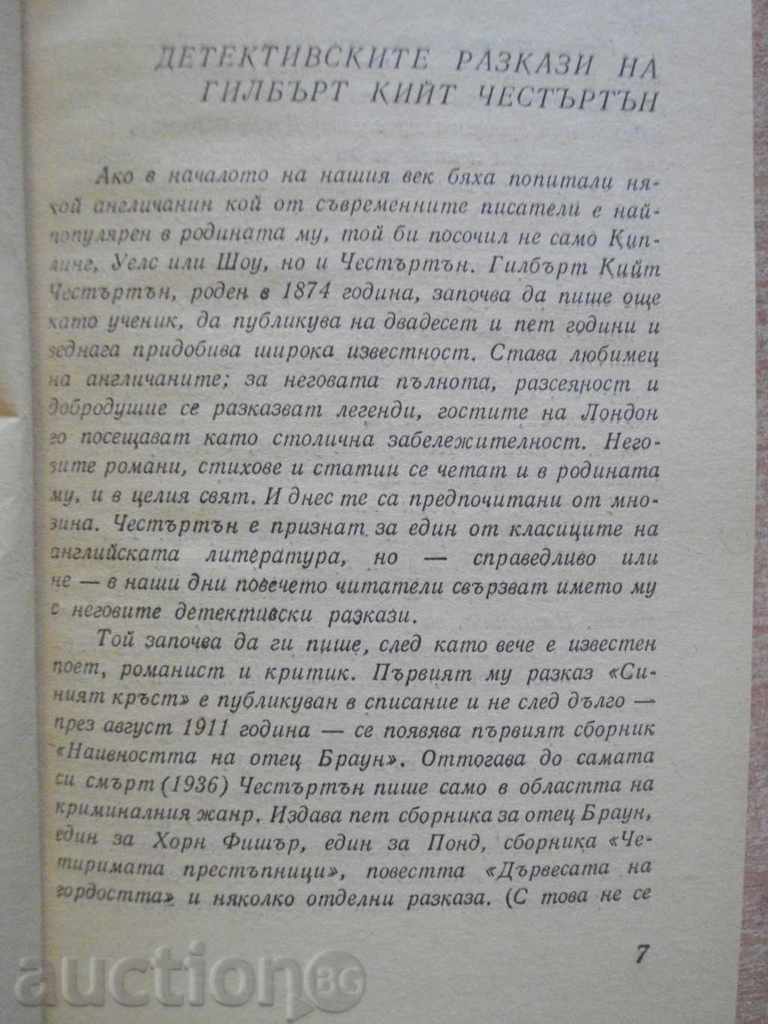 ДЕТЕКТИВСКИТЕ РАЗКАЗИ НА
ГИЛБЪРТ КИЙТ ЧЕСТЪРТЪН
Ако в началото на нашия век бяха попитали ня-
кой англичанин кой от съвременните писатели е най-
популярен в родината му, той би посочил не само Кип-
линг, Уелс или Шоу, но и Честъртън. Гилбърт Кийт
Честъртън, роден в 1874 година, започва да пише още
като ученик, да публикува на двадесет и пет години и
веднага придобива широка известност. Става любимец
на англичаните; за неговата пълнота, разсеяност и
добродушие се разказват легенди, гостите на Лондон
го посещават като столична забележителност. Него-
вите романи, стихове и статии се четат и в родината
му, и в целия свят. И днес те са предпочитани от мно-
зина. Честъртън е признат за един от класиците на
английската литература, но — справедливо или
не — в наши дни повечето читатели свързват името му
с неговите детективски разкази.
Той започва да ги пише, след като вече е известен
поет, романист и критик. Първият му разказ «Си-
ният кръст» е публикуван в списание и не след дълго —
през август 1911 година — се появява първият сборник
«Наивността на отец Браун». Оттогава до самата
си смърт (1936) Честъртън пише само в областта на
криминалния жанр. Издава пет сборника за отец Браун,
един за Хорн Фишър, един за Понд, сборника «Че-
тиримата престъпници», повестта «Дървесата на
гордостта» и няколко отделни разказа. (С това не се
7
auction BG